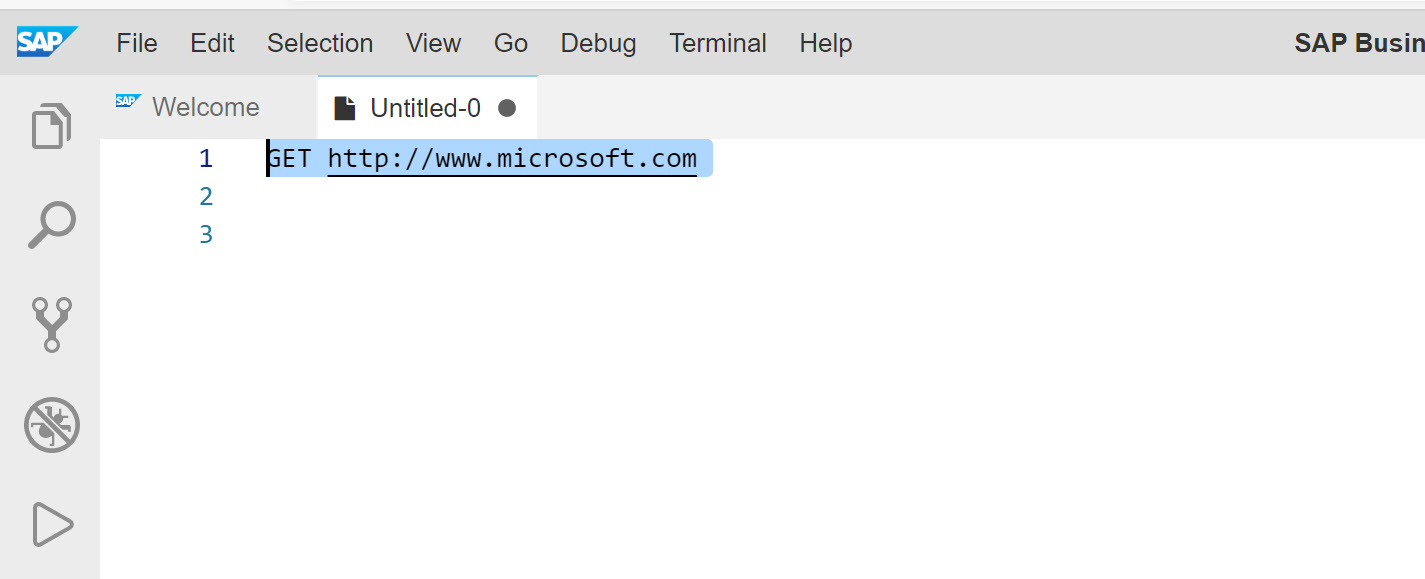 SAP File Edit Selection View Go Debug Terminal Help SAP Busin
SAP Welcome Untitled-0
1 GET http://www.microsoft.com
2
3